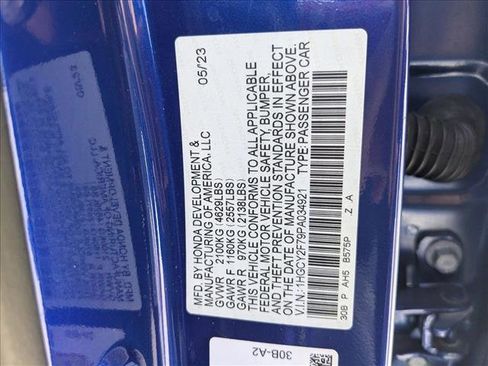 MFD. BY HONDA DEVELOPMENT & 05/'23
MANUFACTURING OF AMERICA, LLC
GVWR 2100KG (4629LBS)
GAWR F 1160KG (2557LBS)
GAWR R 970KG (2138LBS)
THIS VEHICLE CONFORMS TO ALL APPLICABLE
FEDERAL MOTOR VEHICLE SAFETY, BUMPER,
AND THEFT PREVENTION STANDARDS IN EFFECT
ON THE DATE OF MANUFACTURE SHOWN ABOVE.
V.I.N.: 1HGCY2F79PA034921 TYPE: PASSENGER CAR
30B P AH5 B575P Z A
30B-A2